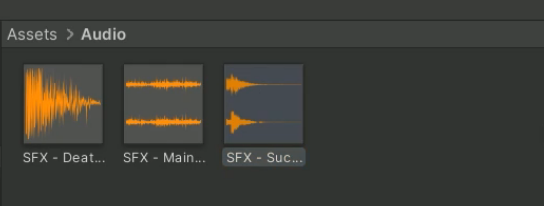 Assets > Audio
SFX - Deat... SFX - Main... SFX - Suc...